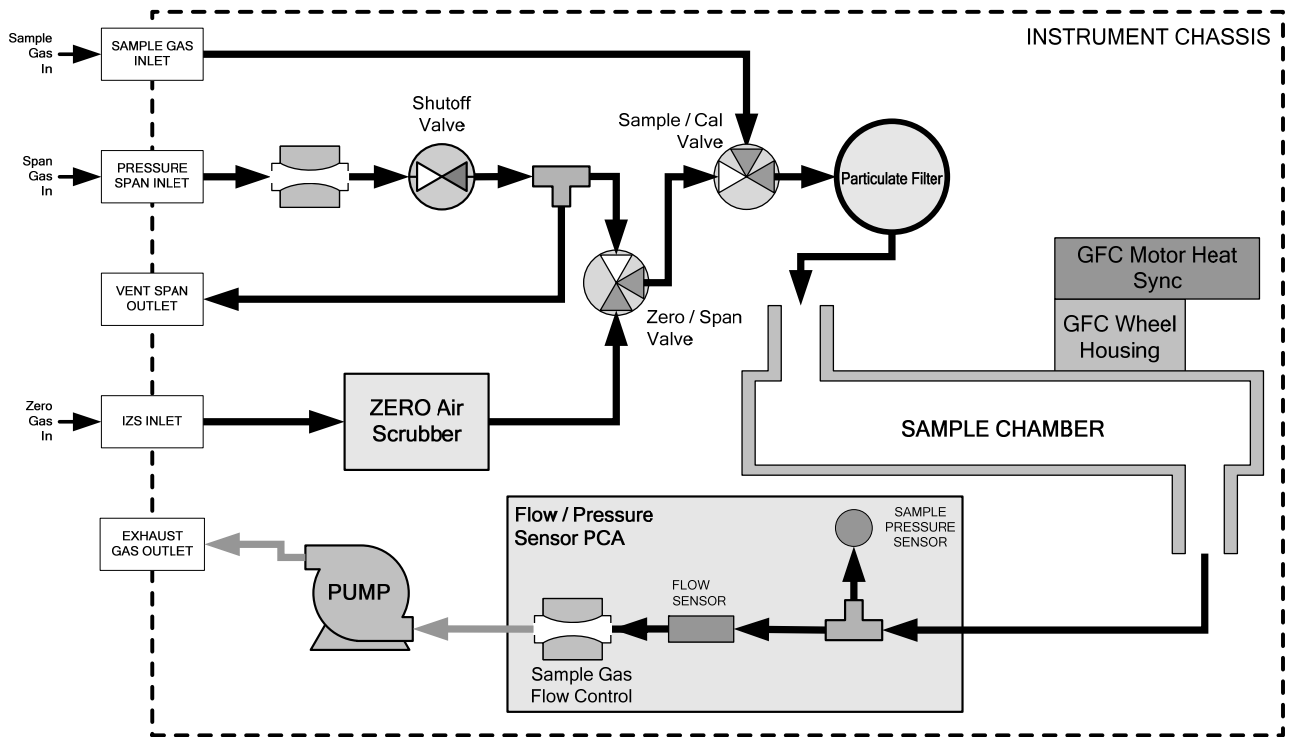 INSTRUMENT CHASSIS
Sample
Gas
In
SAMPLE GAS
INLET
Shutoff
Valve
Sample / Cal
Valve
Span
Gas
In
PRESSURE
SPAN INLET
Particulate Filter
VENT SPAN
OUTLET
Zero / Span
Valve
GFC Motor Heat
Sync
GFC Wheel
Housing
Zero
Gas
In
IZS INLET
ZERO Air
Scrubber
SAMPLE CHAMBER
EXHAUST
GAS OUTLET
PUMP
Flow / Pressure
Sensor PCA
SAMPLE
PRESSURE
SENSOR
FLOW
SENSOR
Sample Gas
Flow Control